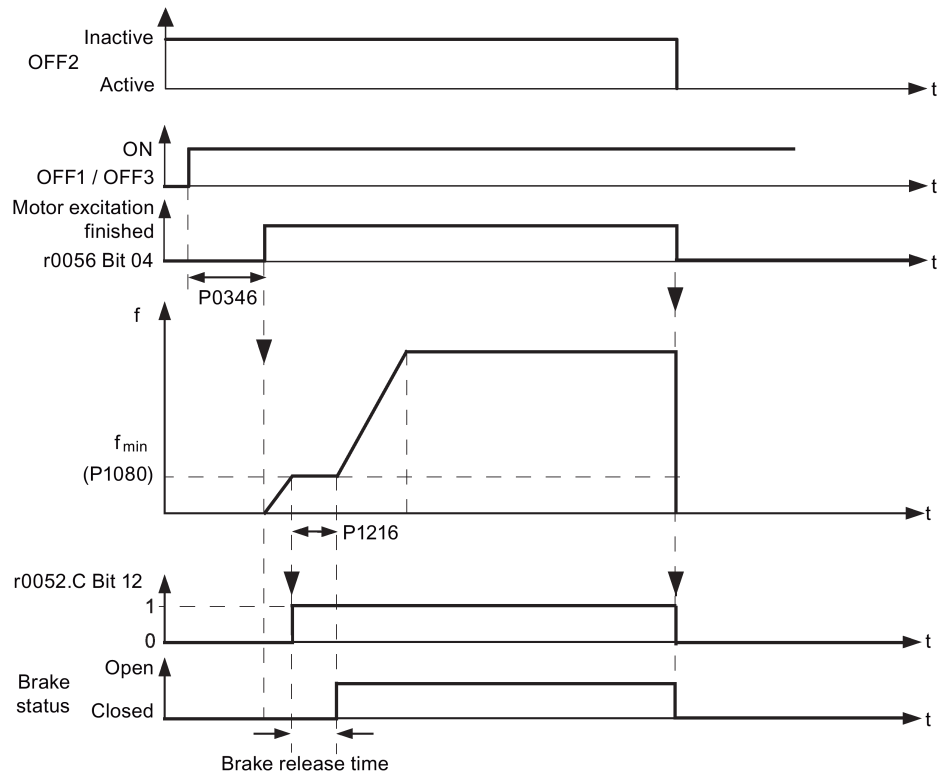 Inactive
OFF2
Active
t
ON
OFF1 / OFF3
t
Motor excitation
finished
r0056 Bit 04
t
P0346
f
fmin
(P1080)
t
P1216
r0052.C Bit 12
1
0
t
Open
Brake
status
Closed
t
Brake release time